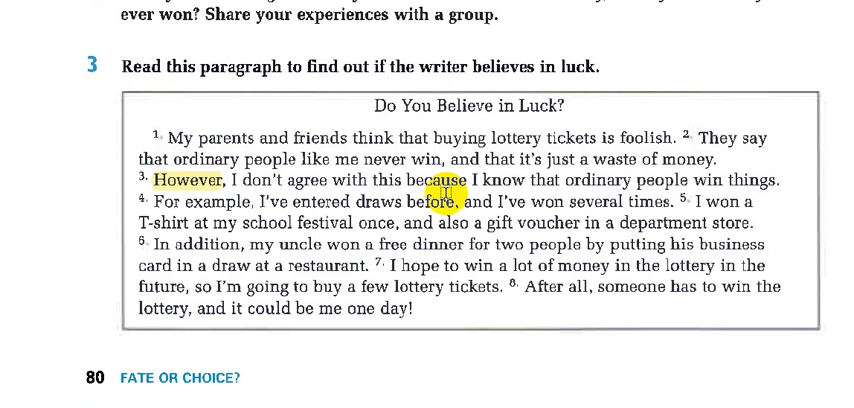 ever won? Share your experiences with a group.
3 Read this paragraph to find out if the writer believes in luck.
Do You Believe in Luck?
1. My parents and friends think that buying lottery tickets is foolish. 2. They say
that ordinary people like me never win, and that it's just a waste of money.
3. However, I don't agree with this because I know that ordinary people win things.
4. For example, I've entered draws before, and I've won several times. 5. I won a
T-shirt at my school festival once, and also a gift voucher in a department store.
6. In addition, my uncle won a free dinner for two people by putting his business
card in a draw at a restaurant. 7. I hope to win a lot of money in the lottery in the
future, so I'm going to buy a few lottery tickets. 8. After all, someone has to win the
lottery, and it could be me one day!
80 FATE OR CHOICE?